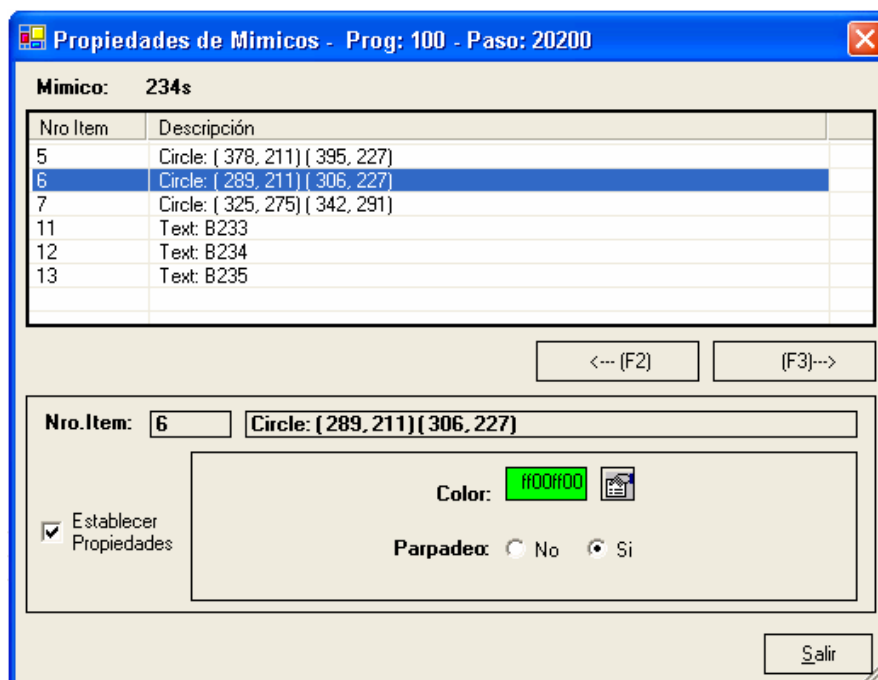 Propiedades de Mimicos - Prog: 100 - Paso: 20200
Mimico: 234s
Nro Item Descripción
5 Circle: ( 378, 211) ( 395, 227)
6 Circle: ( 289, 211) ( 306, 227)
7 Circle: ( 325, 275) ( 342, 291)
11 Text: B233
12 Text: B234
13 Text: B235
<--- (F2) (F3)--->
Nro.Item: 6 Circle: ( 289, 211) ( 306, 227)
Color: ff00ff00
Establecer
Propiedades
Parpadeo: No Si
Salir